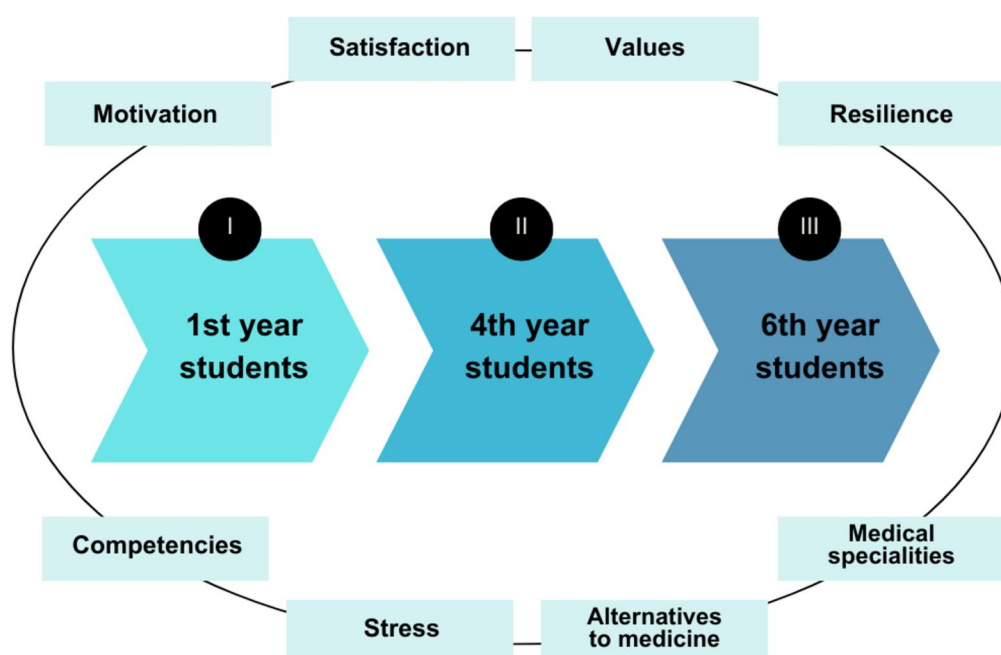 Satisfaction
Values
Motivation
Resilience
I
II
III
1st year
students
4th year
students
6th year
students
Competencies
Medical
specialities
Stress
Alternatives
to medicine